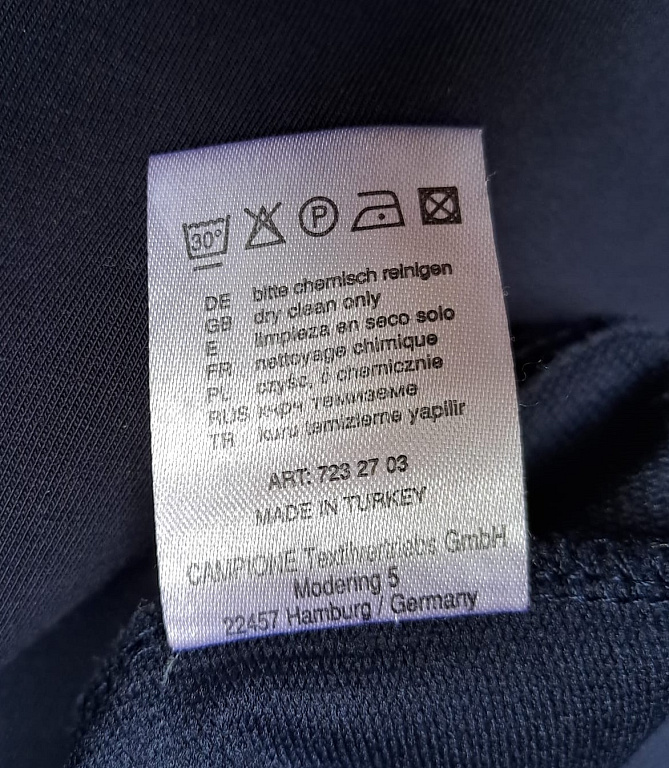 30°
P
DE bitte chemisch reinigen
GB dry clean only
E limpieza en seco solo
FR nettoyage chimique
PL chemicznie
RUS
TR kuru temizleme yapilir
ART: 723 27 03
MADE IN TURKEY
CAMPIONE Textilvertriebs GmbH
Modering 5
22457 Hamburg / Germany